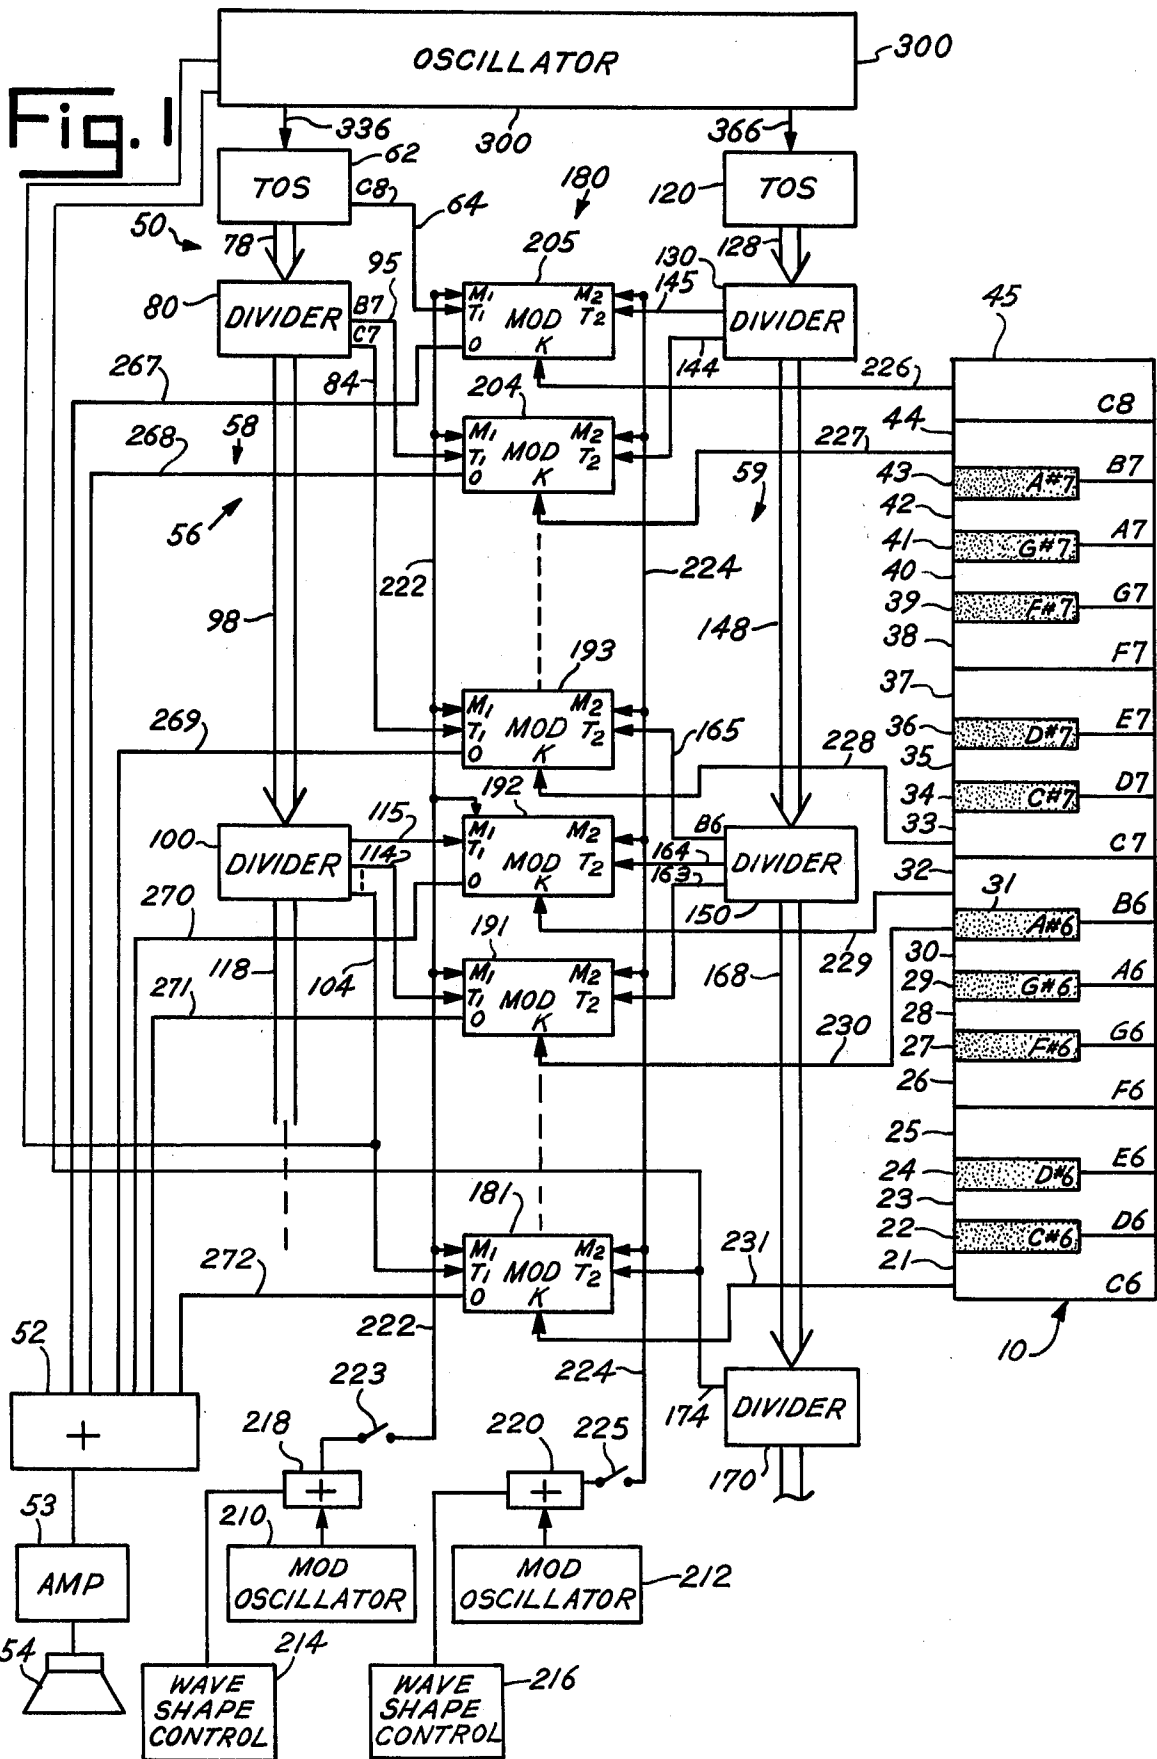 Fig. 1
OSCILLATOR
300
300
336
366
62
TOS
C8
64
180
120
TOS
50
78
95
205
130
128
145
80
DIVIDER
B7
C7
M1
T1
O
MOD
K
M2
T2
DIVIDER
144
45
267
84
204
226
C8
268
58
M1
T1
O
MOD
K
M2
T2
227
44
59
43
A#7
B7
56
42
41
G#7
A7
222
224
40
39
F#7
G7
98
148
38
F7
193
37
269
M1
T1
O
MOD
K
M2
T2
165
228
36
D#7
E7
35
192
34
C#7
D7
33
100
DIVIDER
115
114
M1
T1
O
MOD
K
M2
T2
B6
164
163
DIVIDER
150
C7
32
270
31
A#6
B6
229
118
104
191
30
271
M1
T1
O
MOD
K
M2
T2
168
29
G#6
A6
28
230
27
F#6
G6
26
F6
25
24
D#6
E6
23
181
22
C#6
D6
272
M1
T1
O
MOD
K
M2
T2
231
21
C6
52
222
10
223
224
174
DIVIDER
+
218
220
225
170
+
+
53
210
AMP
MOD
OSCILLATOR
MOD
OSCILLATOR
212
54
214
WAVE
SHAPE
CONTROL
WAVE
SHAPE
CONTROL
216